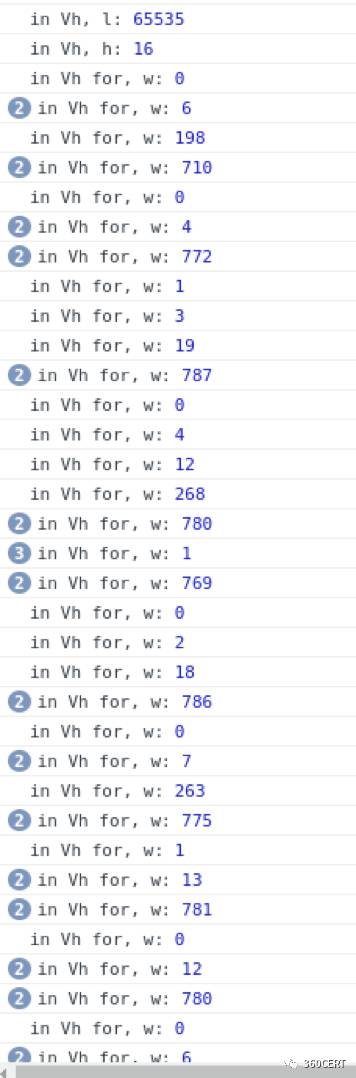 in Vh, l: 65535
in Vh, h: 16
in Vh for, w: 0
2 in Vh for, w: 6
in Vh for, w: 198
2 in Vh for, w: 710
in Vh for, w: 0
2 in Vh for, w: 4
2 in Vh for, w: 772
in Vh for, w: 1
in Vh for, w: 3
in Vh for, w: 19
2 in Vh for, w: 787
in Vh for, w: 0
in Vh for, w: 4
in Vh for, w: 12
in Vh for, w: 268
2 in Vh for, w: 780
3 in Vh for, w: 1
2 in Vh for, w: 769
in Vh for, w: 0
in Vh for, w: 2
in Vh for, w: 18
2 in Vh for, w: 786
in Vh for, w: 0
2 in Vh for, w: 7
in Vh for, w: 263
2 in Vh for, w: 775
in Vh for, w: 1
2 in Vh for, w: 13
2 in Vh for, w: 781
in Vh for, w: 0
2 in Vh for, w: 12
2 in Vh for, w: 780
in Vh for, w: 0
2 in Vh for, w: 6
360CERT